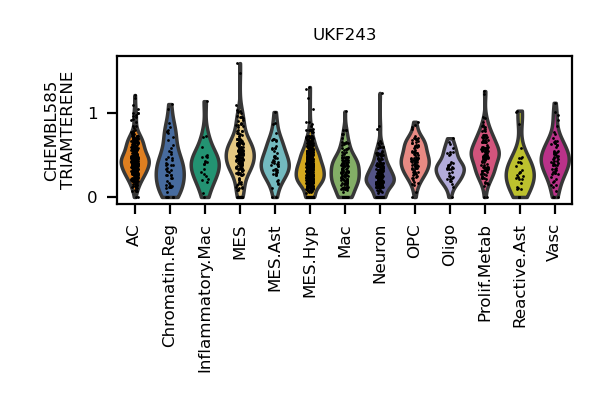 UKF243
CHEMBL585
TRIAMTERENE
1
0
AC
Chromatin.Reg
Inflammatory.Mac
MES
MES.Ast
MES.Hyp
Mac
Neuron
OPC
Oligo
Prolif.Metab
Reactive.Ast
Vasc